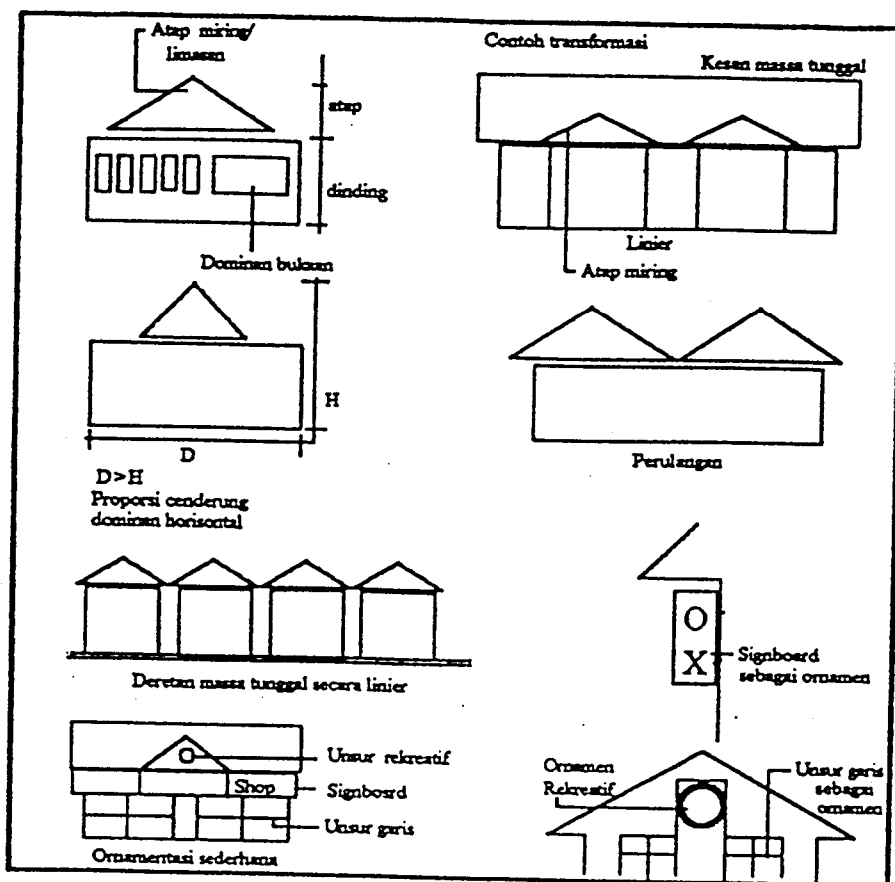 Atap miring/
limasan
atap
dinding
Dominan bukaan
H
D
D>H
Proporsi cenderung
dominan horisontal
Deretan massa tunggal secara linier
Unsur rekreatif
Shop
Signboard
Unsur garis
Ornamentasi sederhana
Contoh transformasi
Kesan massa tunggal
Linier
Atap miring
Perulangan
O
X
Signboard
sebagai ornamen
Ornamen
Rekreatif
Unsur garis
sebagai
ornamen